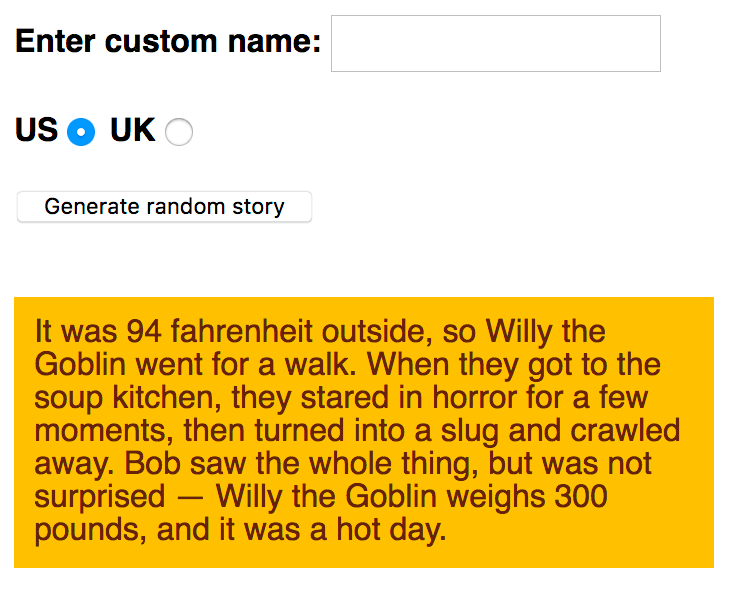 Enter custom name:
US UK
Generate random story
It was 94 fahrenheit outside, so Willy the
Goblin went for a walk. When they got to the
soup kitchen, they stared in horror for a few
moments, then turned into a slug and crawled
away. Bob saw the whole thing, but was not
surprised — Willy the Goblin weighs 300
pounds, and it was a hot day.